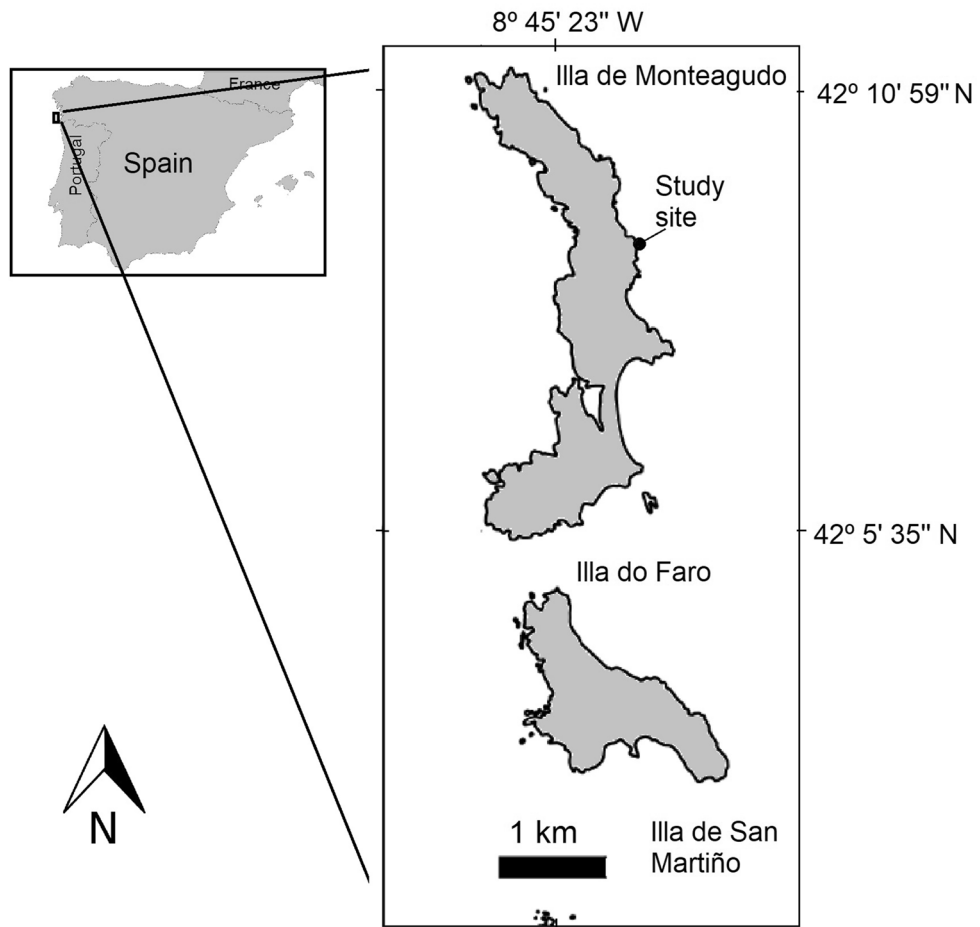 8º 45' 23" W
Illa de Monteagudo
42º 10' 59" N
France
Portugal
Spain
Study
site
42º 5' 35" N
Illa do Faro
N
1 km
Illa de San
Martiño